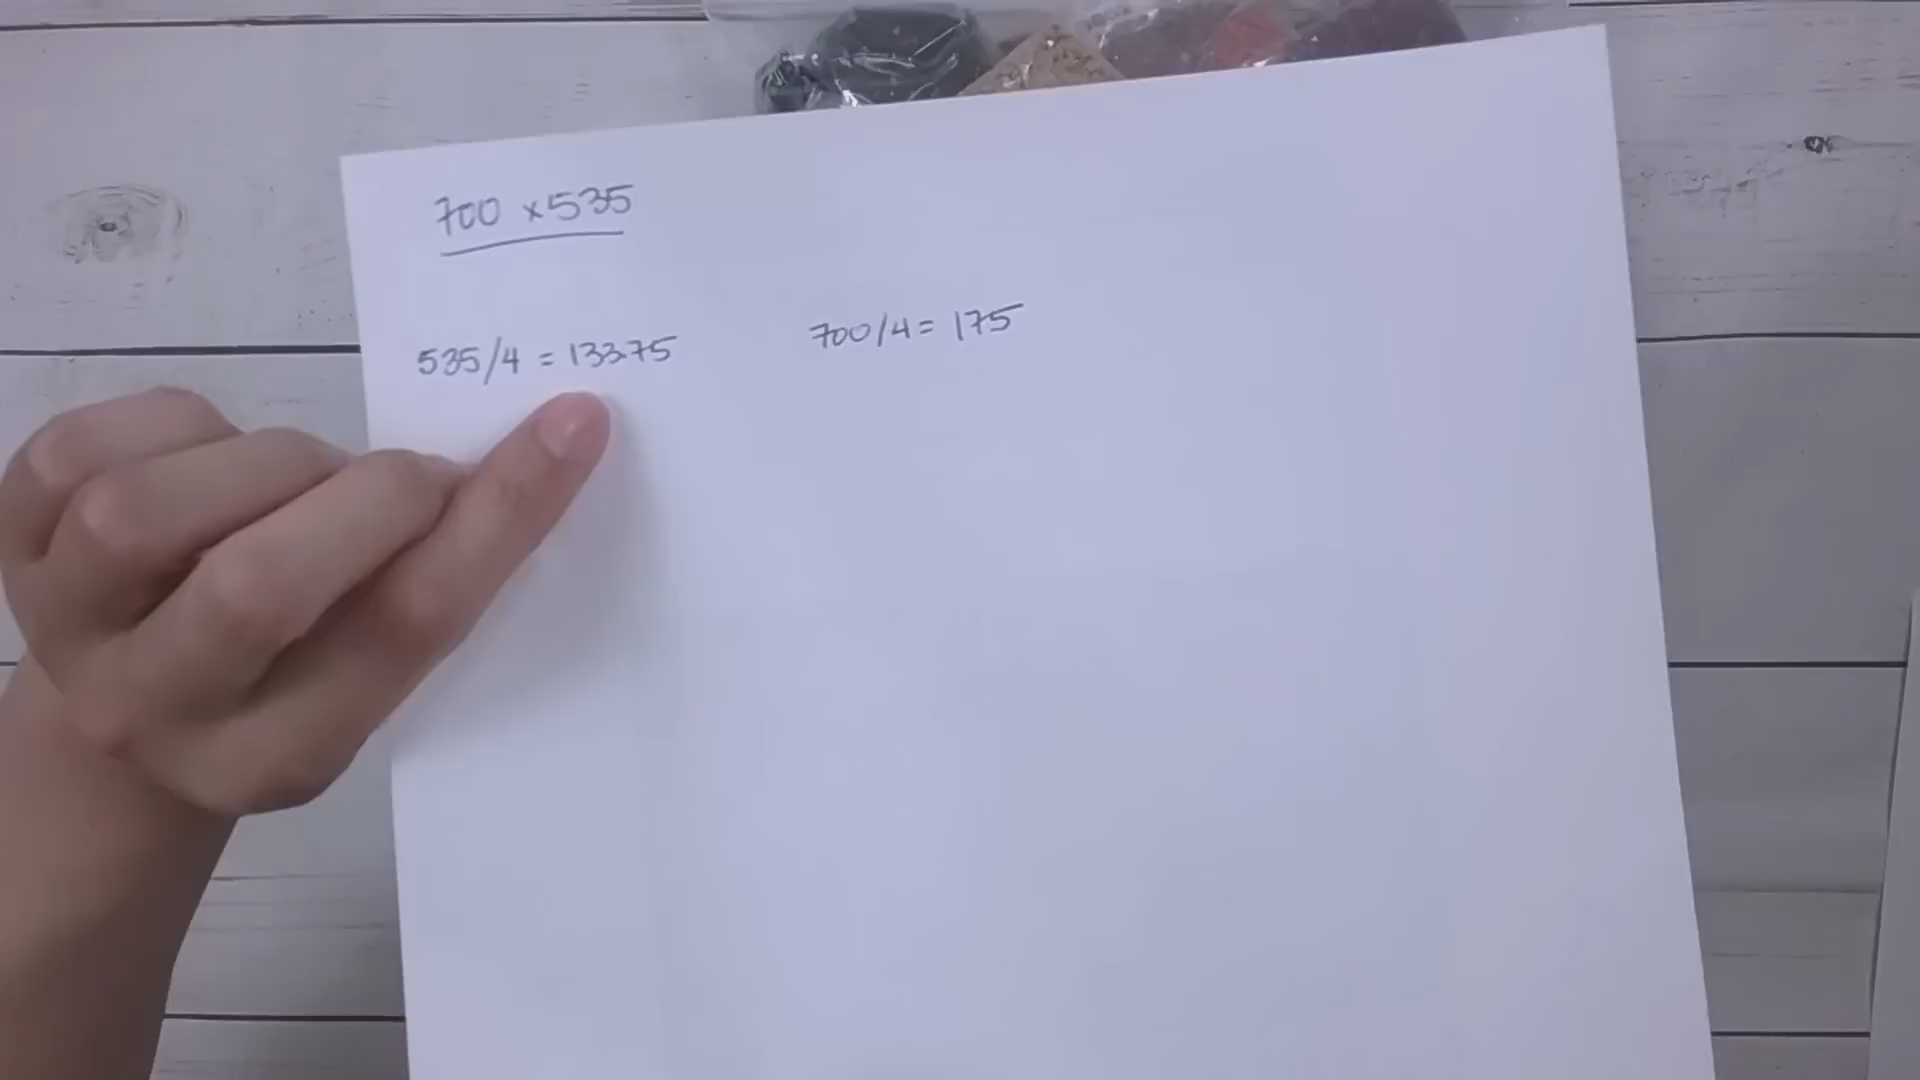 700 x 535
535/4 = 133.75
700/4 = 175